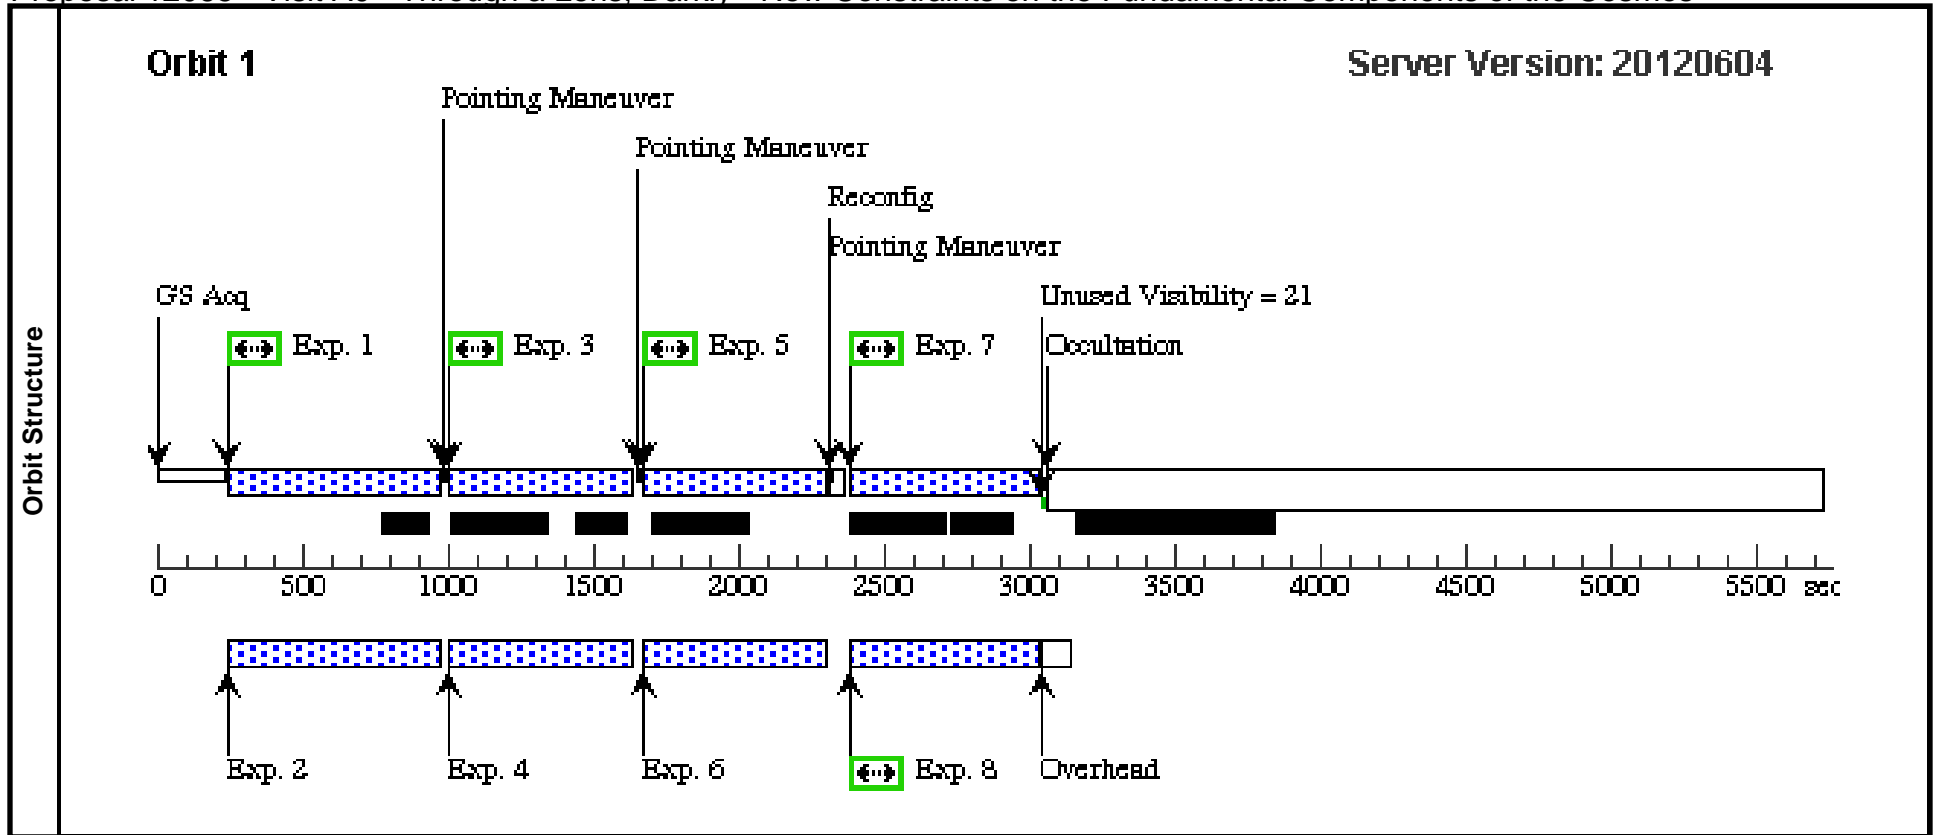 Orbit Structure
Orbit 1
Server Version: 20120604
Pointing Maneuver
Pointing Maneuver
Reconfig
Pointing Maneuver
GS Acq
Unused Visibility = 21
Exp. 1
Exp. 3
Exp. 5
Exp. 7
Occultation
0 500 1000 1500 2000 2500 3000 3500 4000 4500 5000 5500 sec
Exp. 2
Exp. 4
Exp. 6
Exp. 8
Overhead